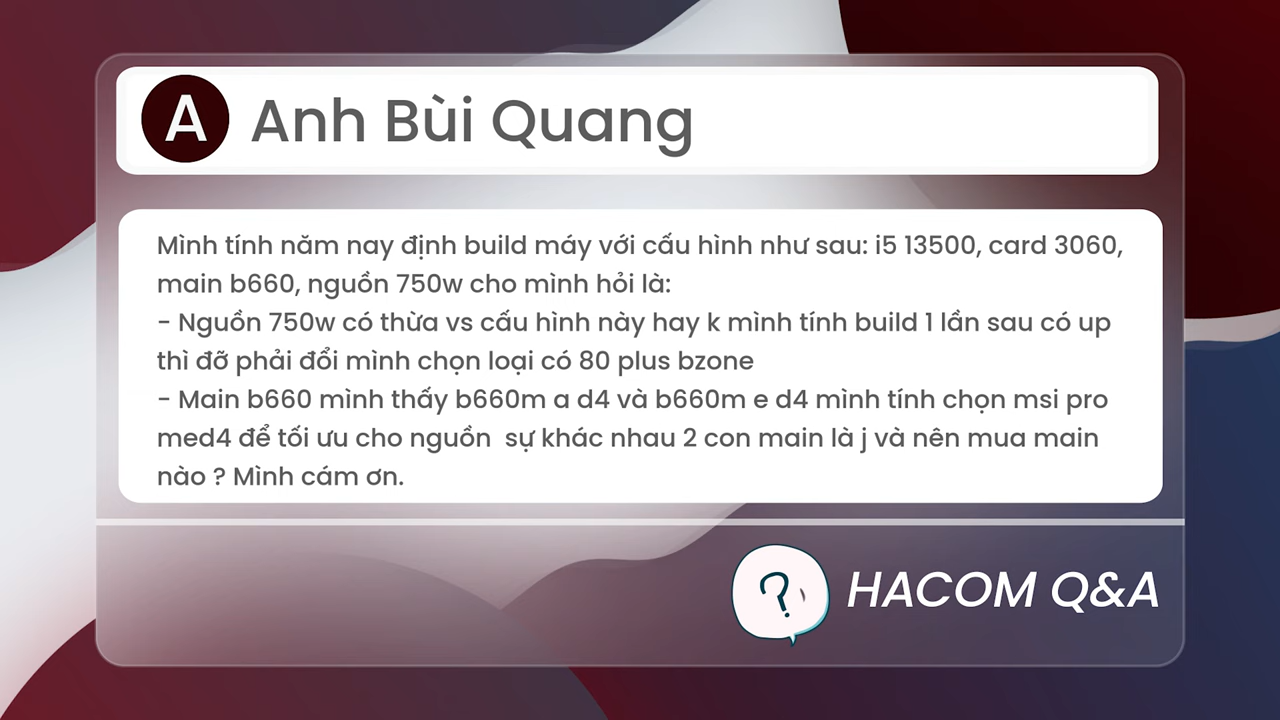 A
Anh Bùi Quang
Mình tính năm nay định build máy với cấu hình như sau: i5 13500, card 3060,
main b660, nguồn 750w cho mình hỏi là:
- Nguồn 750w có thừa vs cấu hình này hay k mình tính build 1 lần sau có up
thì đỡ phải đổi mình chọn loại có 80 plus bzone
- Main b660 mình thấy b660m a d4 và b660m e d4 mình tính chọn msi pro
med4 để tối ưu cho nguồn sự khác nhau 2 con main là j và nên mua main
nào ? Mình cám ơn.
?
HACOM Q&A